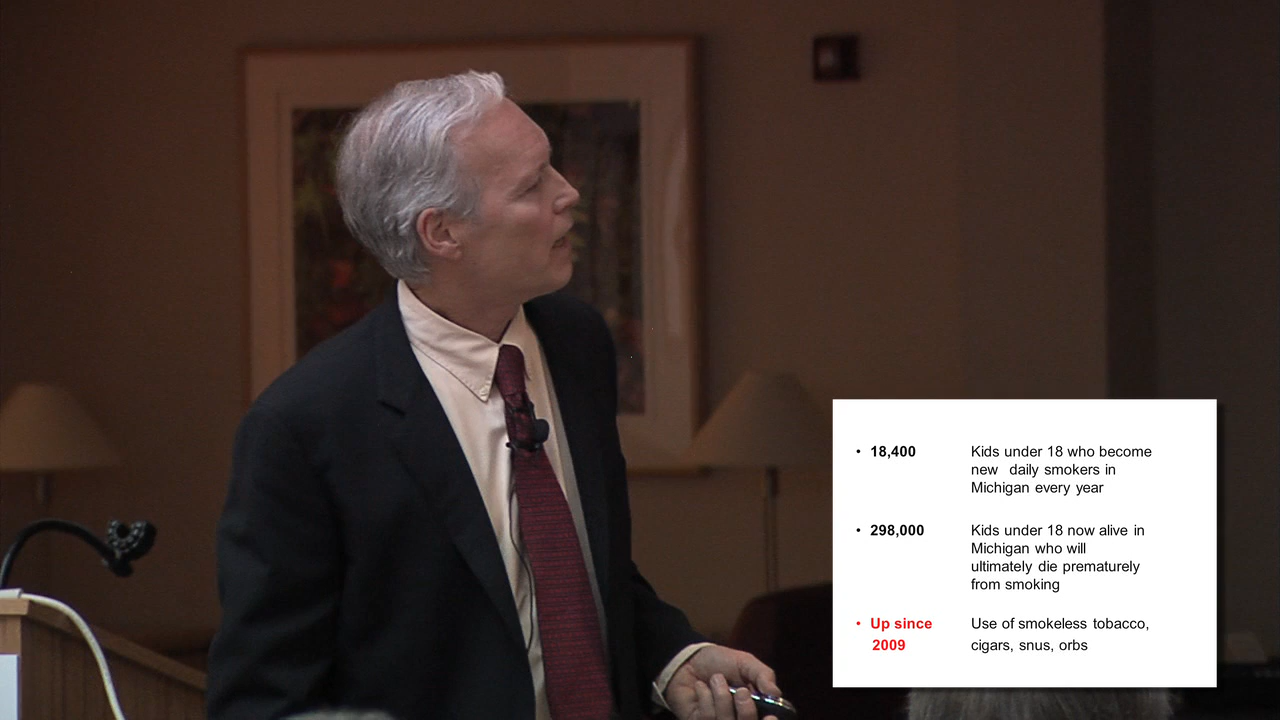 • 18,400 Kids under 18 who become
new daily smokers in
Michigan every year
• 298,000 Kids under 18 now alive in
Michigan who will
ultimately die prematurely
from smoking
• Up since Use of smokeless tobacco,
2009 cigars, snus, orbs